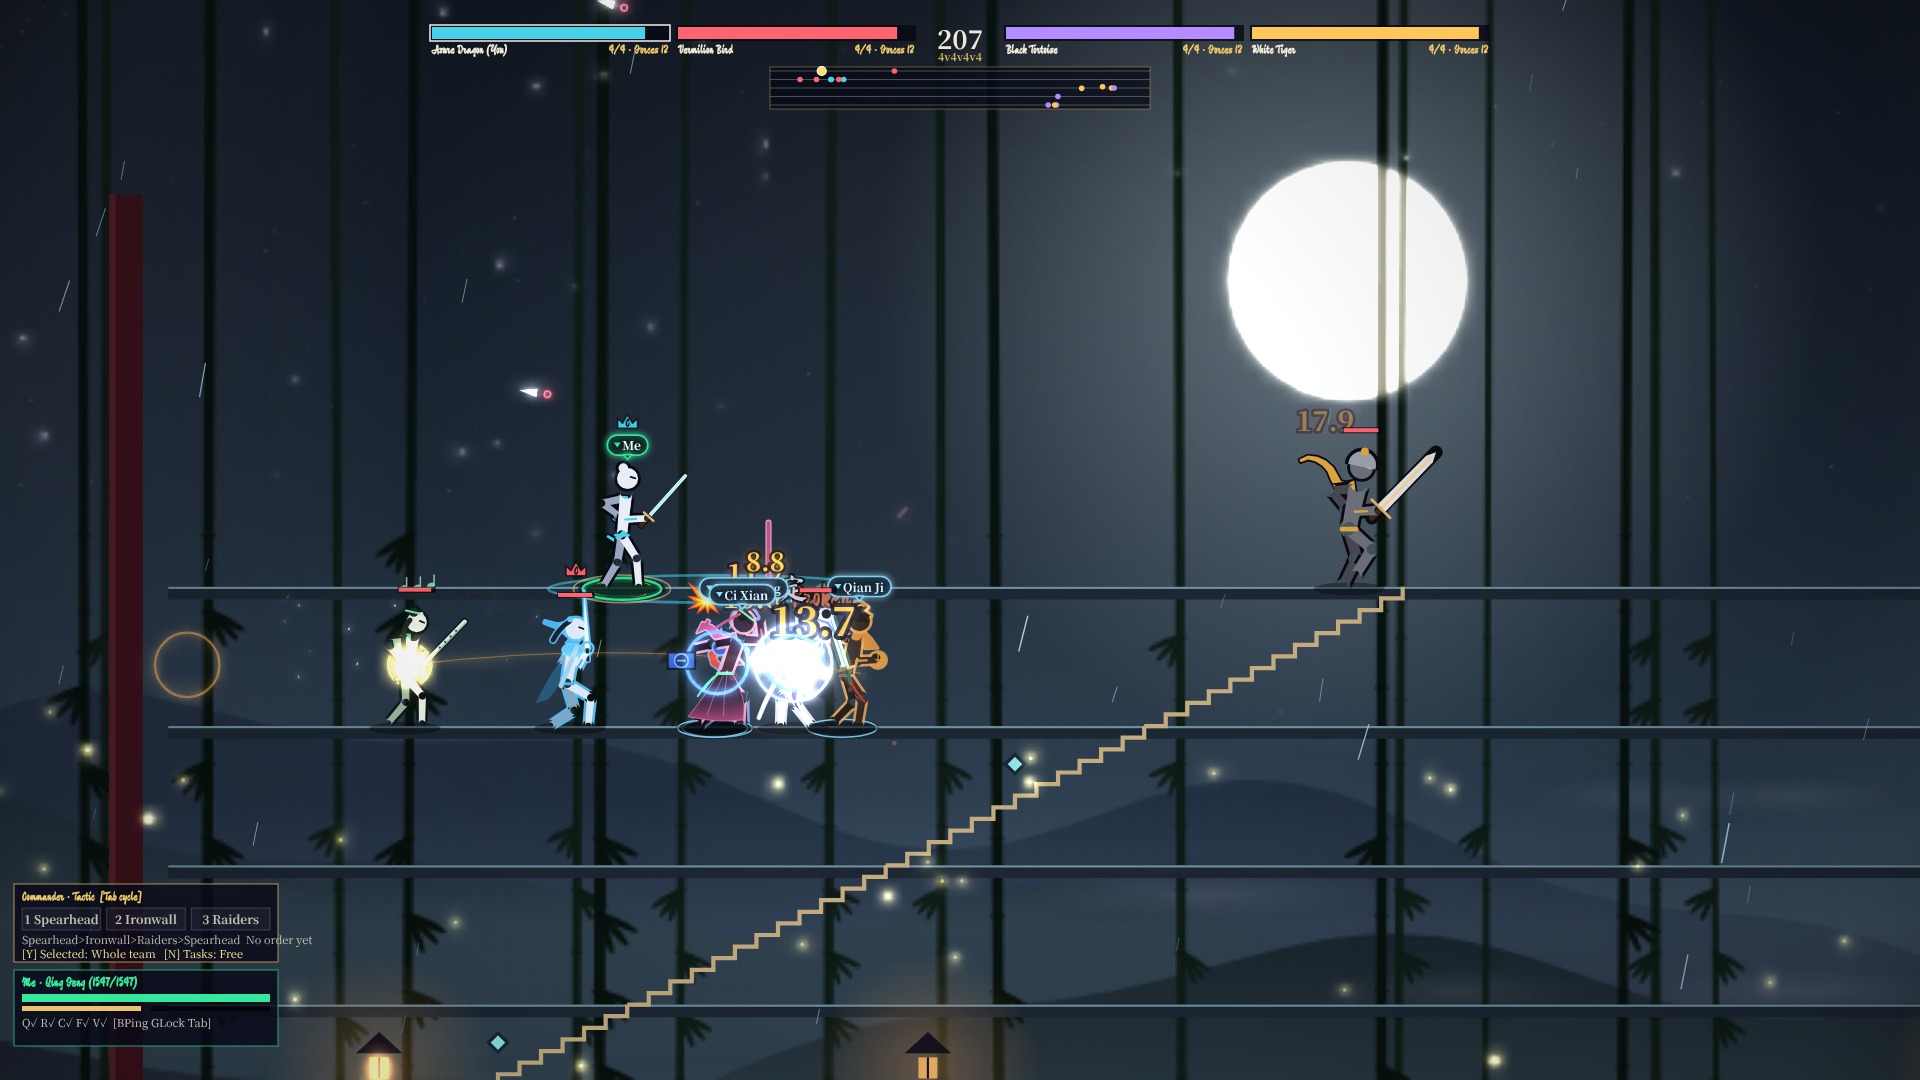 Azure Dragon (You) 4/4 · Forces 12
Vermilion Bird 4/4 · Forces 12
207
4v4v4v4
Black Tortoise 4/4 · Forces 12
White Tiger 4/4 · Forces 12
17.9
Me
8.8
Ci Xian
Qian Ji
13.7
Commander · Tactic [Tab cycle]
1 Spearhead 2 Ironwall 3 Raiders
Spearhead>Ironwall>Raiders>Spearhead No order yet
[Y] Selected: Whole team [N] Tasks: Free
Me · Qing Feng (1547/1547)
Q√ R√ C√ F√ V√ [BPing GLock Tab]